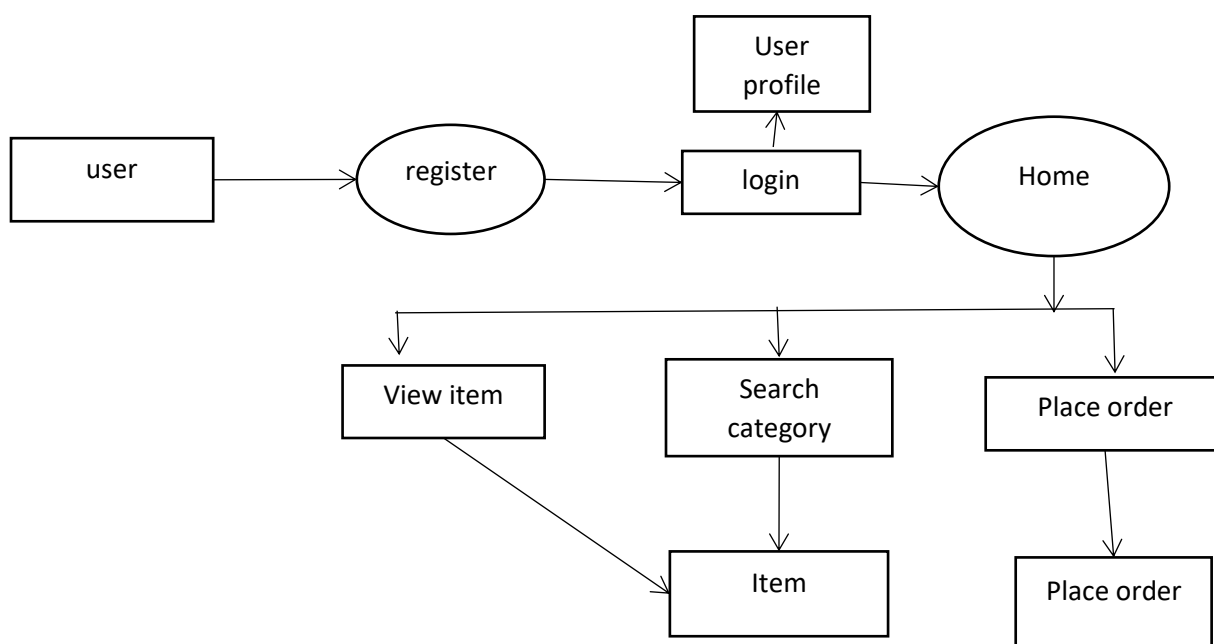 User
profile
user
register
login
Home
View item
Search
category
Place order
Item
Place order